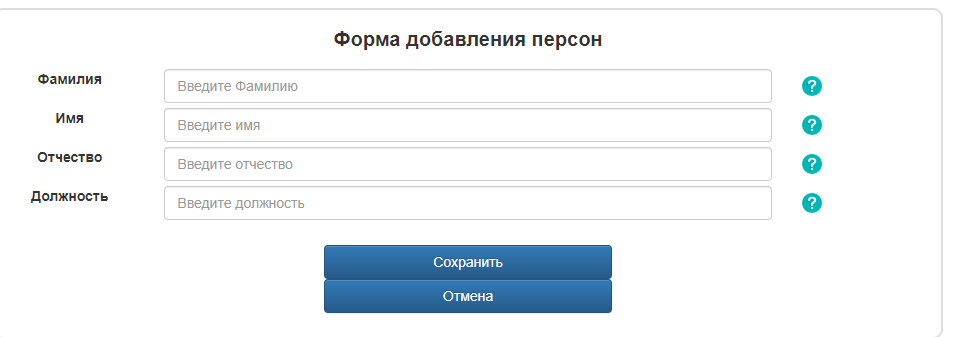 Форма добавления персон
Фамилия Введите Фамилию ?
Имя Введите имя ?
Отчество Введите отчество ?
Должность Введите должность ?
Сохранить
Отмена